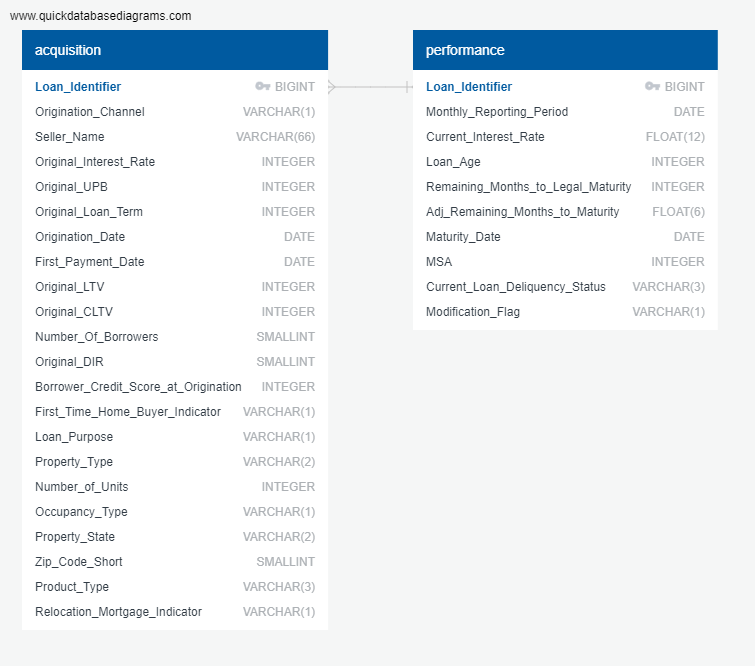 www.quickdatabasediagrams.com
acquisition
Loan_Identifier BIGINT
Origination_Channel VARCHAR(1)
Seller_Name VARCHAR(66)
Original_Interest_Rate INTEGER
Original_UPB INTEGER
Original_Loan_Term INTEGER
Origination_Date DATE
First_Payment_Date DATE
Original_LTV INTEGER
Original_CLTV INTEGER
Number_Of_Borrowers SMALLINT
Original_DIR SMALLINT
Borrower_Credit_Score_at_Origination INTEGER
First_Time_Home_Buyer_Indicator VARCHAR(1)
Loan_Purpose VARCHAR(1)
Property_Type VARCHAR(2)
Number_of_Units INTEGER
Occupancy_Type VARCHAR(1)
Property_State VARCHAR(2)
Zip_Code_Short SMALLINT
Product_Type VARCHAR(3)
Relocation_Mortgage_Indicator VARCHAR(1)
performance
Loan_Identifier BIGINT
Monthly_Reporting_Period DATE
Current_Interest_Rate FLOAT(12)
Loan_Age INTEGER
Remaining_Months_to_Legal_Maturity INTEGER
Adj_Remaining_Months_to_Maturity FLOAT(6)
Maturity_Date DATE
MSA INTEGER
Current_Loan_Deliquency_Status VARCHAR(3)
Modification_Flag VARCHAR(1)